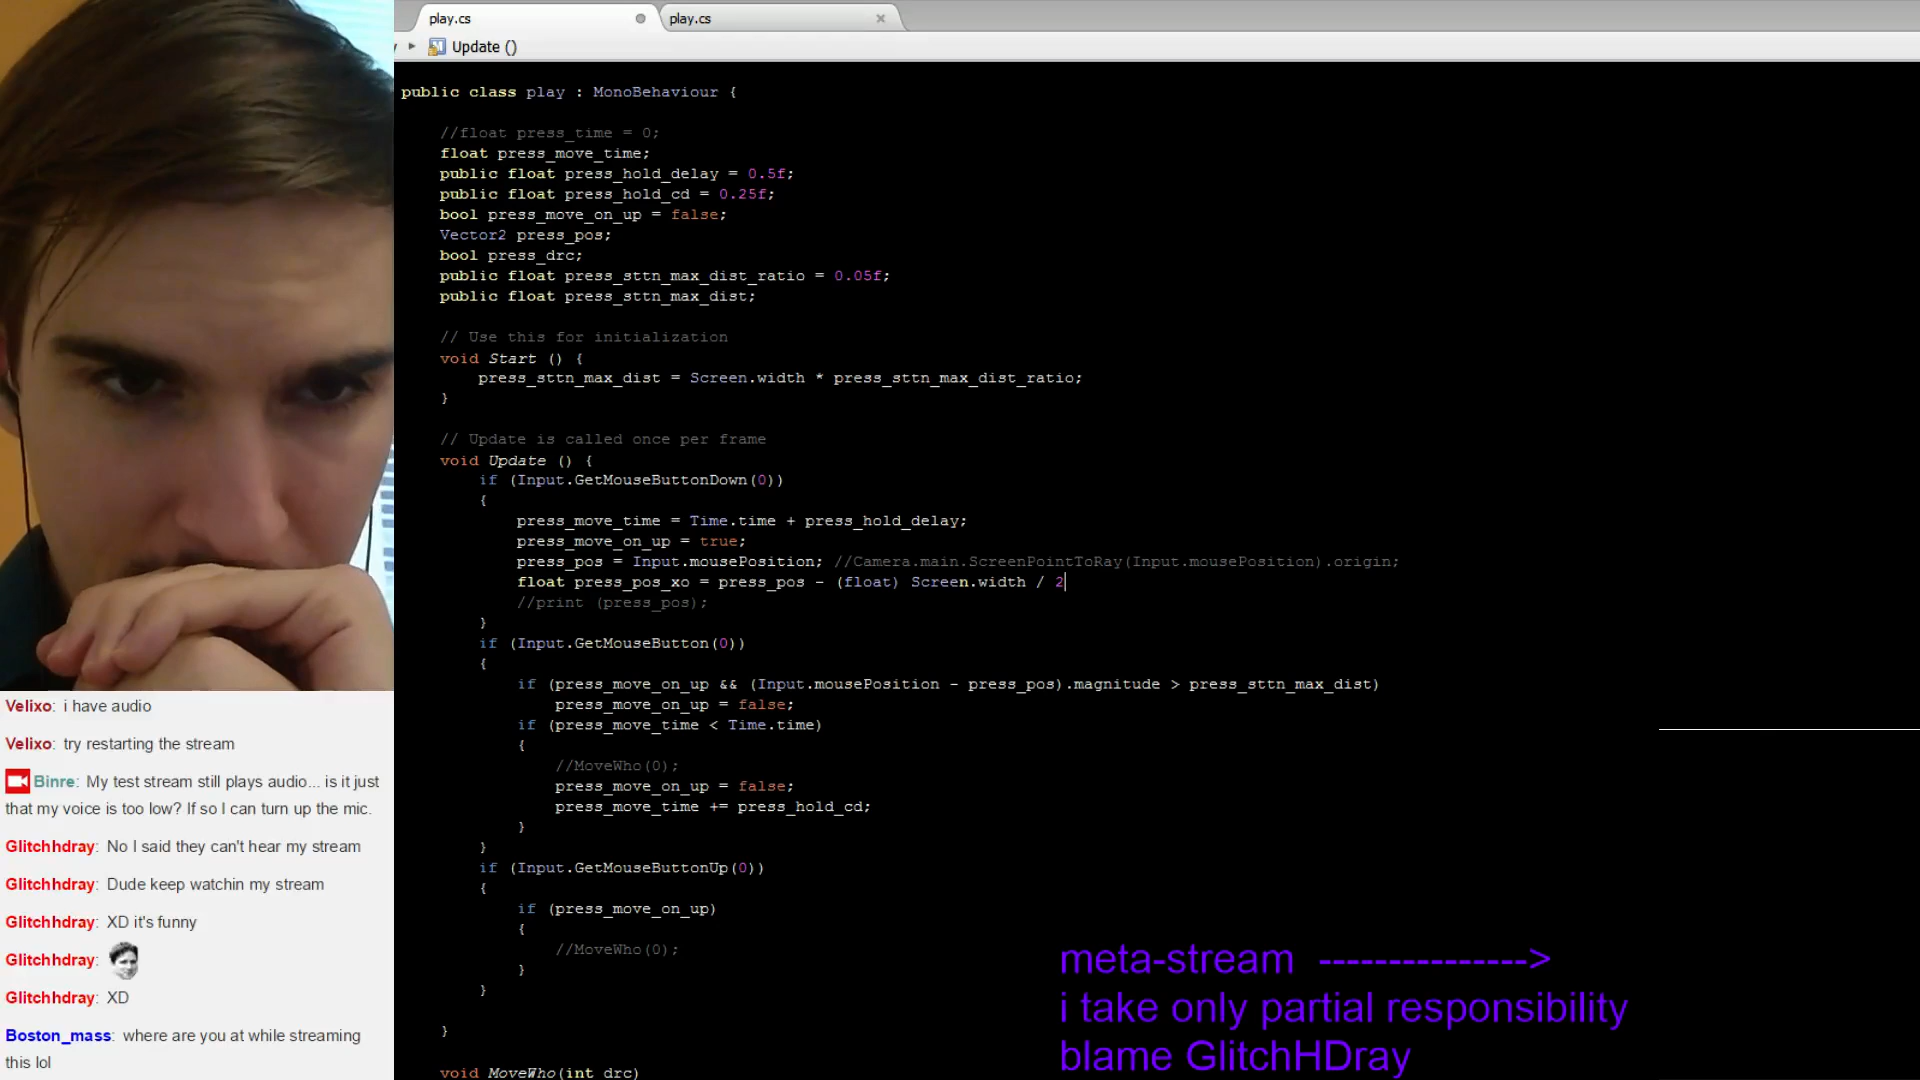 play.cs
play.cs
Update ()
public class play : MonoBehaviour {
//float press_time = 0;
float press_move_time;
public float press_hold_delay = 0.5f;
public float press_hold_cd = 0.25f;
bool press_move_on_up = false;
Vector2 press_pos;
bool press_drc;
public float press_sttn_max_dist_ratio = 0.05f;
public float press_sttn_max_dist;
// Use this for initialization
void Start () {
press_sttn_max_dist = Screen.width * press_sttn_max_dist_ratio;
}
// Update is called once per frame
void Update () {
if (Input.GetMouseButtonDown(0))
{
press_move_time = Time.time + press_hold_delay;
press_move_on_up = true;
press_pos = Input.mousePosition; //Camera.main.ScreenPointToRay(Input.mousePosition).origin;
float press_pos_xo = press_pos - (float) Screen.width / 2
//print (press_pos);
}
if (Input.GetMouseButton(0))
{
if (press_move_on_up && (Input.mousePosition - press_pos).magnitude > press_sttn_max_dist)
press_move_on_up = false;
if (press_move_time < Time.time)
{
//MoveWho(0);
press_move_on_up = false;
press_move_time += press_hold_cd;
}
}
if (Input.GetMouseButtonUp(0))
{
if (press_move_on_up)
{
//MoveWho(0);
}
}
}
void MoveWho(int drc)
Velixo: i have audio
Velixo: try restarting the stream
Binre: My test stream still plays audio... is it just
that my voice is too low? If so I can turn up the mic.
Glitchhdray: No I said they can't hear my stream
Glitchhdray: Dude keep watchin my stream
Glitchhdray: XD it's funny
Glitchhdray:
Glitchhdray: XD
Boston_mass: where are you at while streaming
this lol
meta-stream --------------->
i take only partial responsibility
blame GlitchHDray